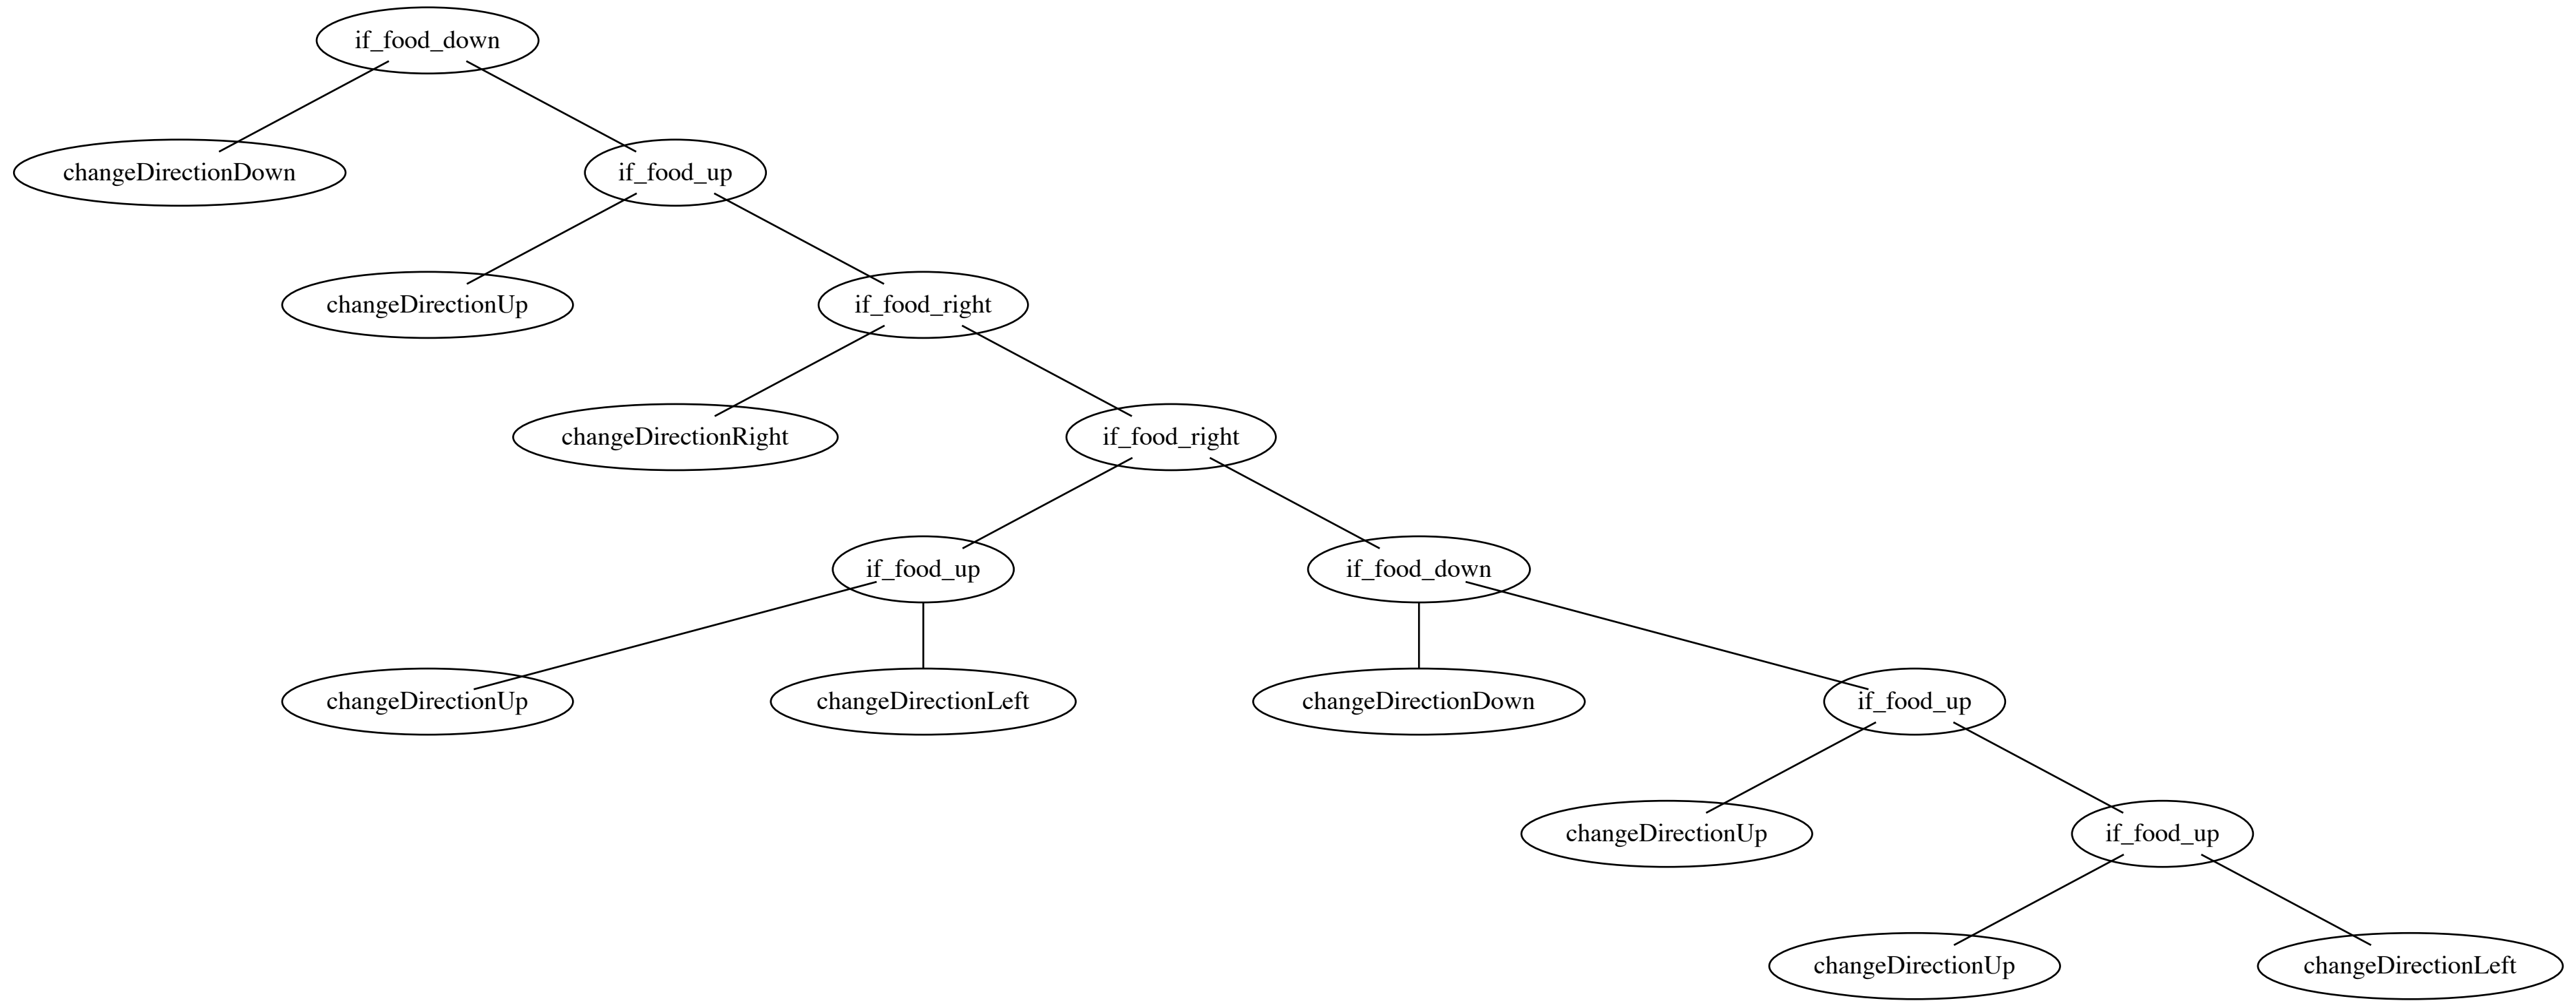 if_food_down
changeDirectionDown
if_food_up
changeDirectionUp
if_food_right
changeDirectionRight
if_food_right
if_food_up
if_food_down
changeDirectionUp
changeDirectionLeft
changeDirectionDown
if_food_up
changeDirectionUp
if_food_up
changeDirectionUp
changeDirectionLeft